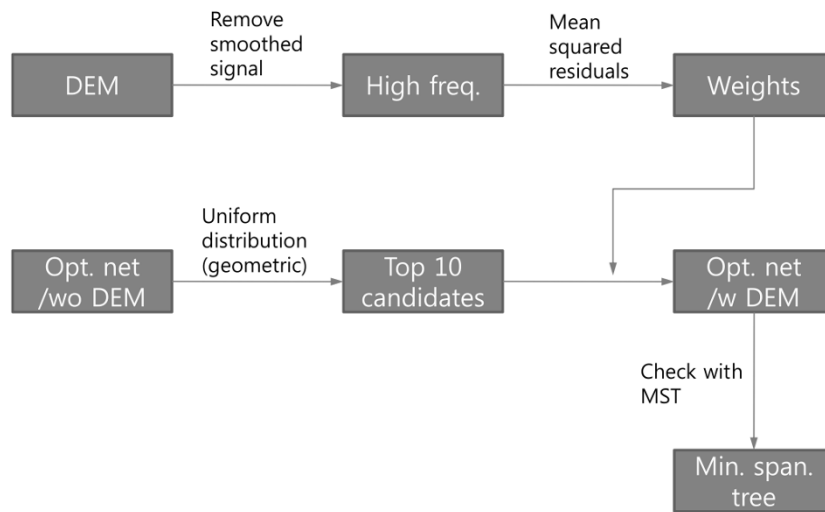 Remove
smoothed
signal
Mean
squared
residuals
DEM
High freq.
Weights
Uniform
distribution
(geometric)
Opt. net
/wo DEM
Top 10
candidates
Opt. net
/w DEM
Check with
MST
Min. span.
tree